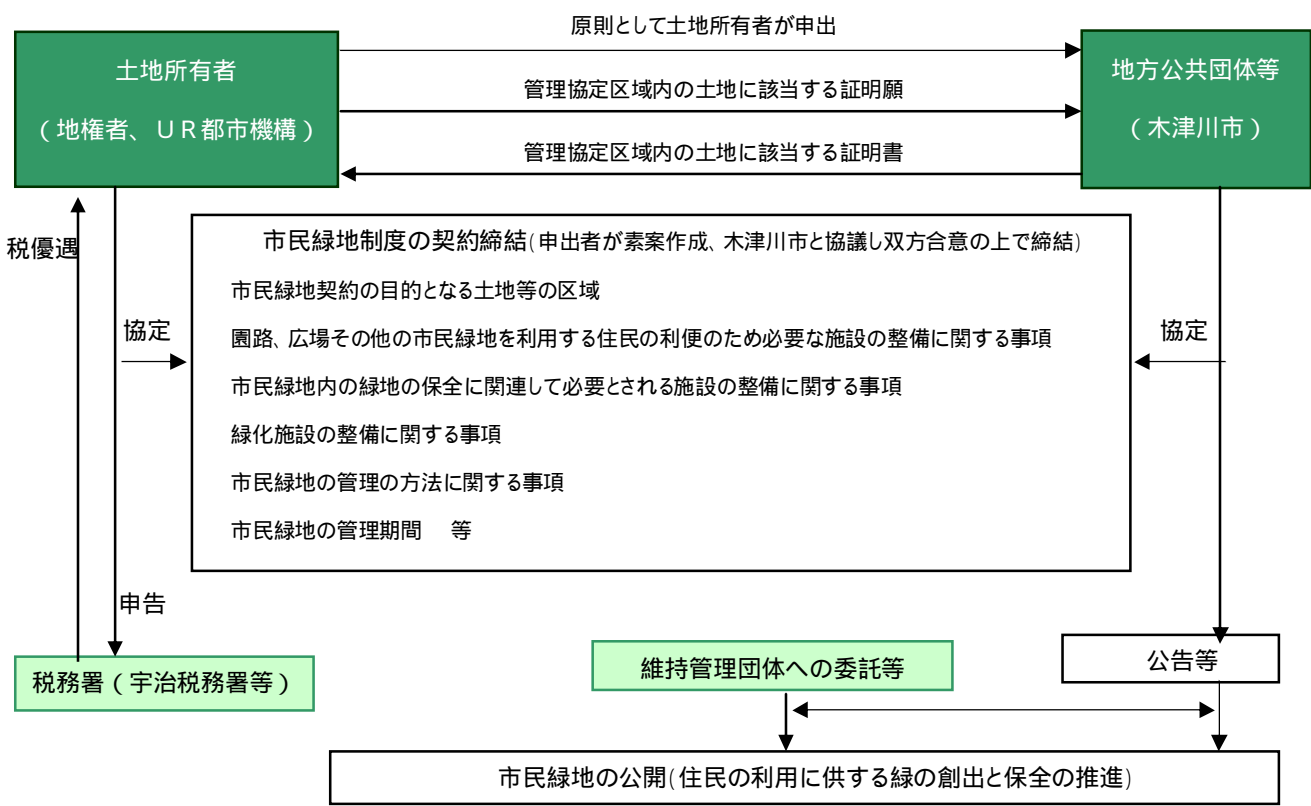 原則として土地所有者が申出
土地所有者
(地権者、UR都市機構)
地方公共団体等
(木津川市)
管理協定区域内の土地に該当する証明願
管理協定区域内の土地に該当する証明書
税優遇
市民緑地制度の契約締結(申出者が素案作成、木津川市と協議し双方合意の上で締結)
市民緑地契約の目的となる土地等の区域
園路、広場その他の市民緑地を利用する住民の利便のため必要な施設の整備に関する事項
市民緑地内の緑地の保全に関連して必要とされる施設の整備に関する事項
緑化施設の整備に関する事項
市民緑地の管理の方法に関する事項
市民緑地の管理期間 等
協定
協定
申告
税務署(宇治税務署等)
維持管理団体への委託等
公告等
市民緑地の公開(住民の利用に供する緑の創出と保全の推進)